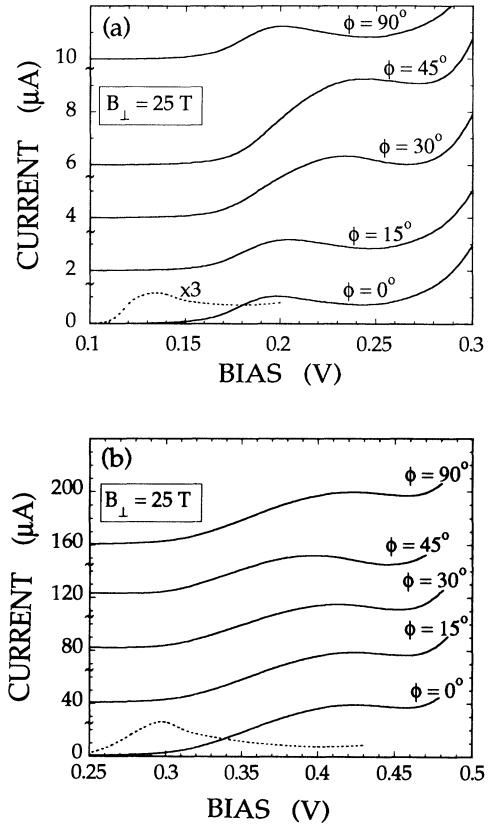 (a)
ϕ = 90°
10
ϕ = 45°
8
B⊥ = 25 T
6
ϕ = 30°
4
ϕ = 15°
2
x3
ϕ = 0°
0
CURRENT (μA)
0.1 0.15 0.2 0.25 0.3
BIAS (V)
(b)
ϕ = 90°
200
B⊥ = 25 T
160
ϕ = 45°
120
ϕ = 30°
80
ϕ = 15°
40
ϕ = 0°
0
CURRENT (μA)
0.25 0.3 0.35 0.4 0.45 0.5
BIAS (V)